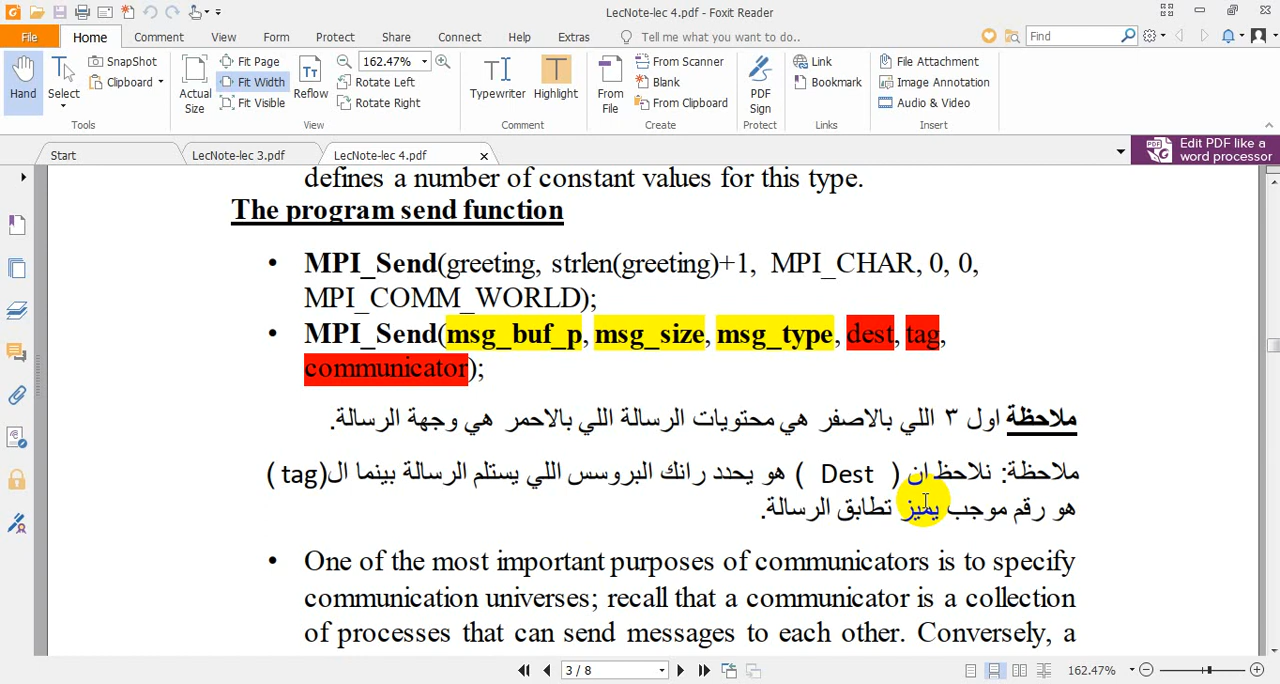 LecNote-lec 4.pdf - Foxit Reader
File Home Comment View Form Protect Share Connect Help Extras Tell me what you want to do.. Find
Hand Select SnapShot Clipboard Tools
Actual Size Fit Page Fit Width Fit Visible Reflow 162.47% Rotate Left Rotate Right View
Typewriter Highlight Comment
From File From Scanner Blank From Clipboard Create
PDF Sign Protect
Link Bookmark Links
File Attachment Image Annotation Audio & Video Insert
Start LecNote-lec 3.pdf LecNote-lec 4.pdf
Edit PDF like a word processor
defines a number of constant values for this type.
The program send function
• MPI_Send(greeting, strlen(greeting)+1, MPI_CHAR, 0, 0,
MPI_COMM_WORLD);
• MPI_Send(msg_buf_p, msg_size, msg_type, dest, tag,
communicator);
ملاحظة اول ٣ اللي بالاصفر هي محتويات الرسالة اللي بالاحمر هي وجهة الرسالة.
ملاحظة: نلاحظ ان ( Dest ) هو يحدد رانك البروسس اللي يستلم الرسالة بينما ال(tag )
هو رقم موجب يميز تطابق الرسالة.
• One of the most important purposes of communicators is to specify
communication universes; recall that a communicator is a collection
of processes that can send messages to each other. Conversely, a
3 / 8 162.47%